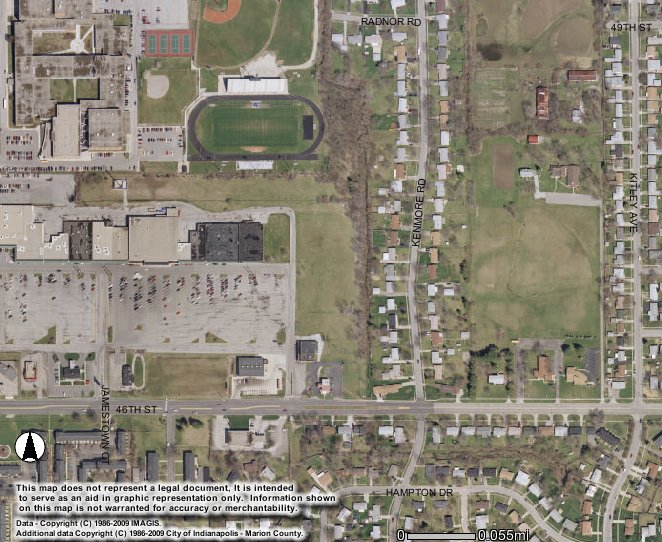 RADNOR RD
49TH ST
KITLEY AVE
KENMORE RD
JAMESTOWN CT
46TH ST
HAMPTON DR
This map does not represent a legal document. It is intended
to serve as an aid in graphic representation only. Information shown
on this map is not warranted for accuracy or merchantability.
Data - Copyright (C) 1986-2009 IMAGIS.
Additional data Copyright (C) 1986-2009 City of Indianapolis - Marion County.
0 0.055mi